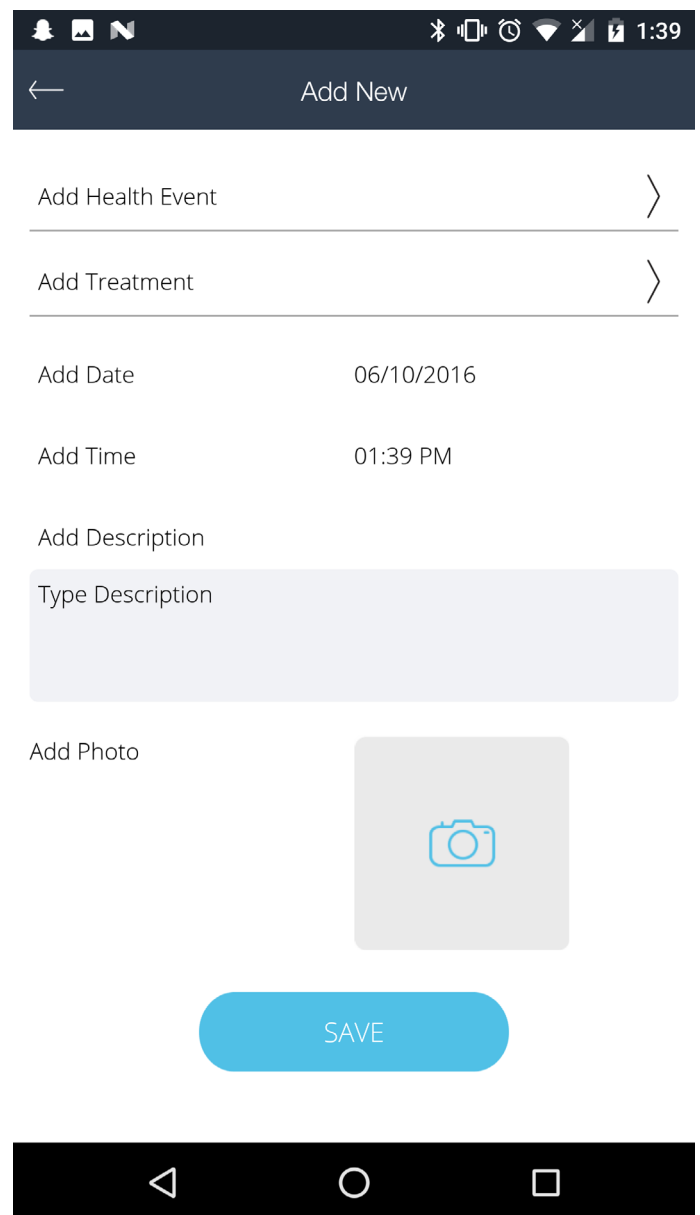 1:39
Add New
Add Health Event
Add Treatment
Add Date 06/10/2016
Add Time 01:39 PM
Add Description
Type Description
Add Photo
SAVE